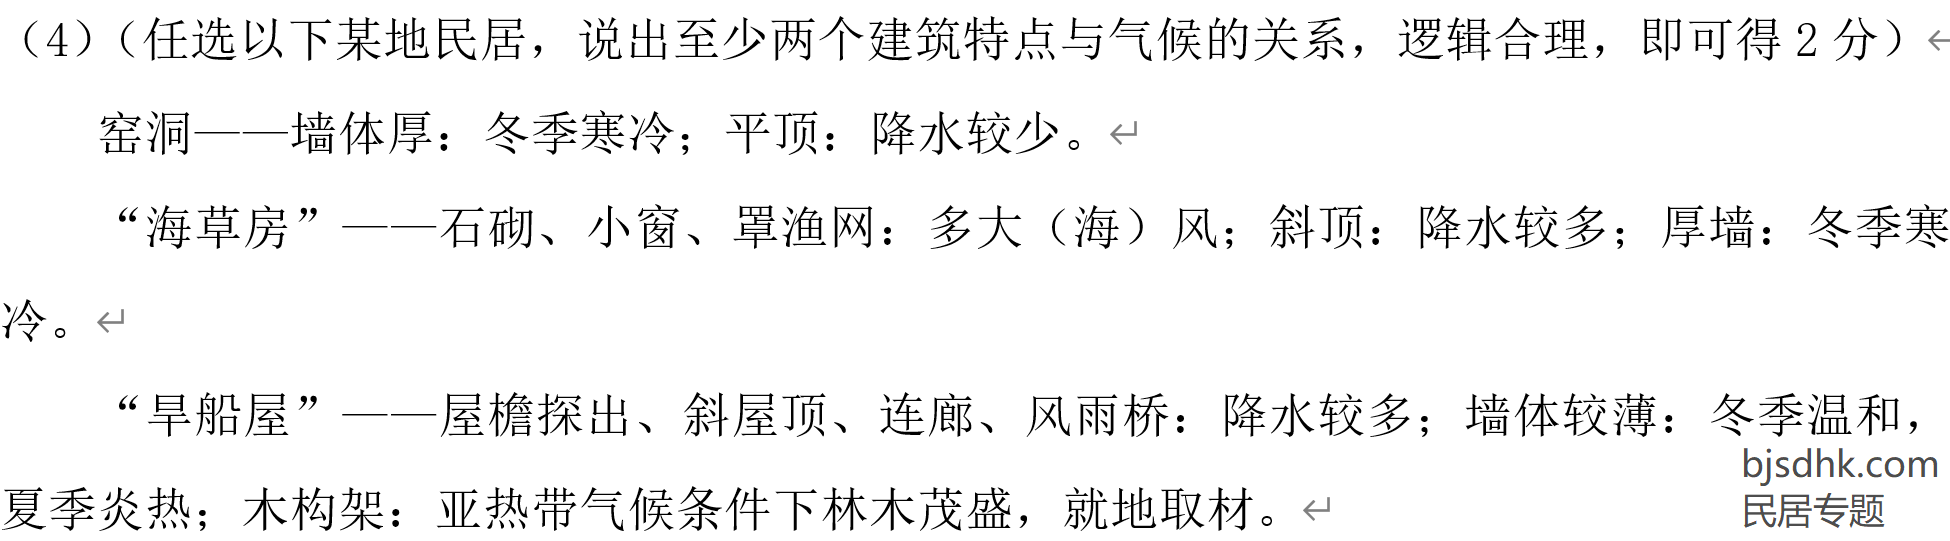 （4）（任选以下某地民居，说出至少两个建筑特点与气候的关系，逻辑合理，即可得 2 分）
窑洞——墙体厚：冬季寒冷；平顶：降水较少。
“海草房”——石砌、小窗、罩渔网：多大（海）风；斜顶：降水较多；厚墙：冬季寒
冷。
“旱船屋”——屋檐探出、斜屋顶、连廊、风雨桥：降水较多；墙体较薄：冬季温和，
夏季炎热；木构架：亚热带气候条件下林木茂盛，就地取材。
bjsdhk.com
民居专题